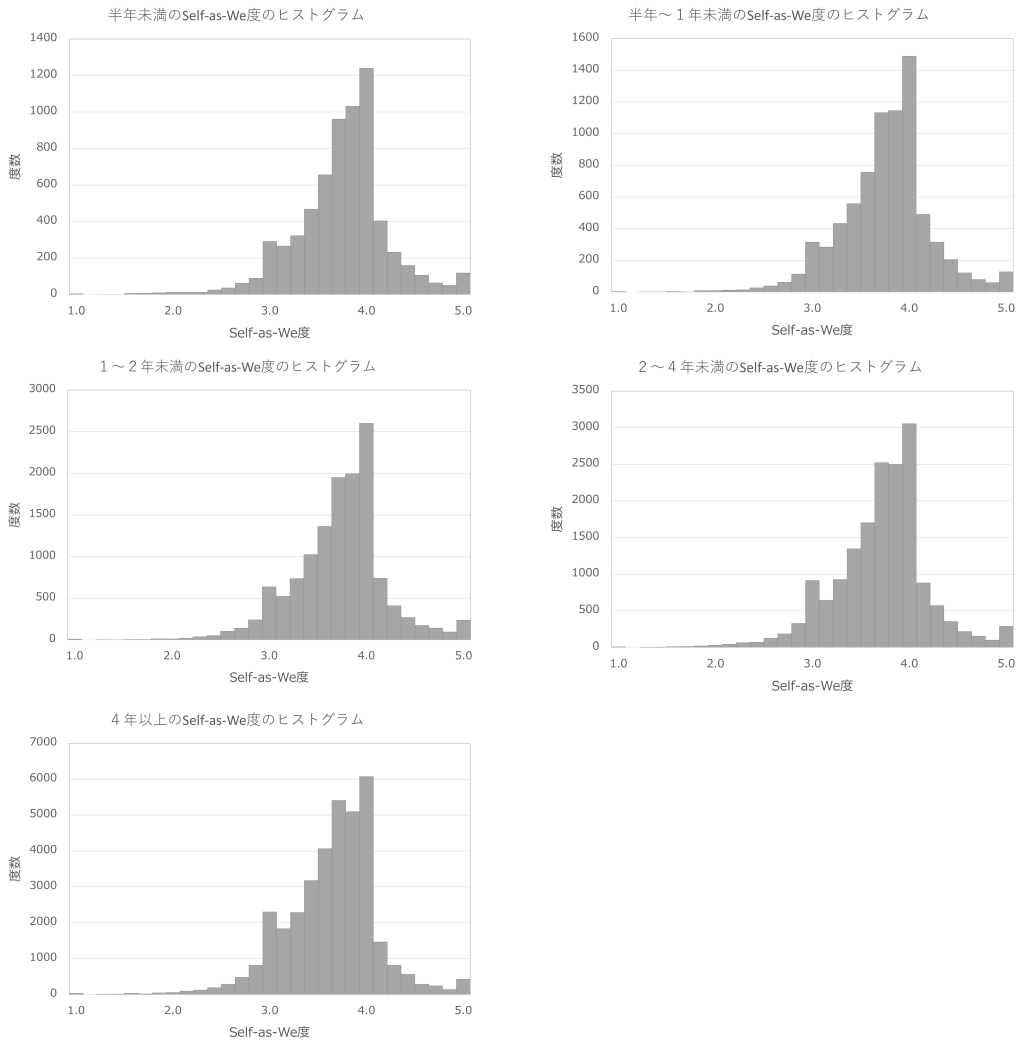 半年未満のSelf-as-We度のヒストグラム
1400
1200
1000
800
600
400
200
0
度数
1.0 2.0 3.0 4.0 5.0
Self-as-We度
半年～１年未満のSelf-as-We度のヒストグラム
1600
1400
1200
1000
800
600
400
200
0
度数
1.0 2.0 3.0 4.0 5.0
Self-as-We度
１～２年未満のSelf-as-We度のヒストグラム
3000
2500
2000
1500
1000
500
0
度数
1.0 2.0 3.0 4.0 5.0
Self-as-We度
２～４年未満のSelf-as-We度のヒストグラム
3500
3000
2500
2000
1500
1000
500
0
度数
1.0 2.0 3.0 4.0 5.0
Self-as-We度
４年以上のSelf-as-We度のヒストグラム
7000
6000
5000
4000
3000
2000
1000
0
度数
1.0 2.0 3.0 4.0 5.0
Self-as-We度